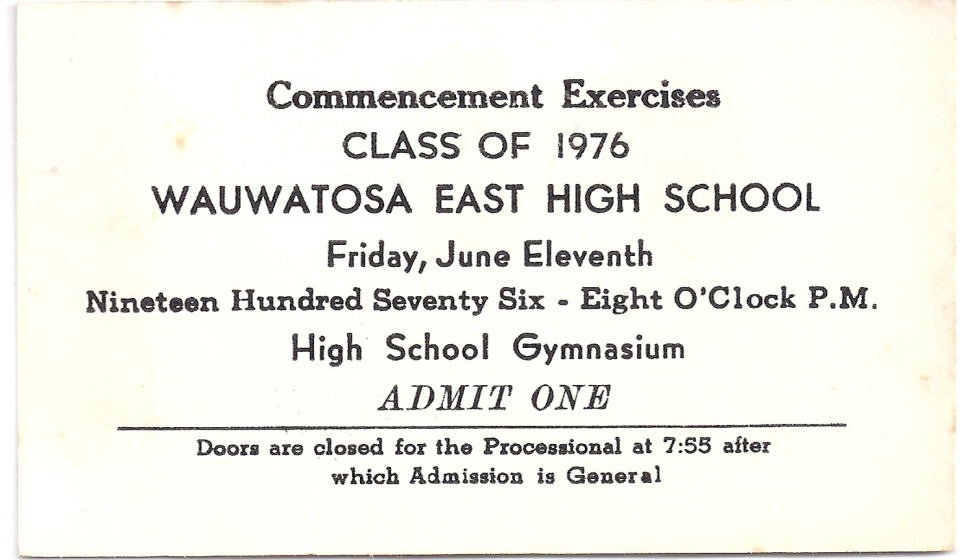 Commencement Exercises
CLASS OF 1976
WAUWATOSA EAST HIGH SCHOOL
Friday, June Eleventh
Nineteen Hundred Seventy Six - Eight O'Clock P.M.
High School Gymnasium
ADMIT ONE
Doors are closed for the Processional at 7:55 after
which Admission is General